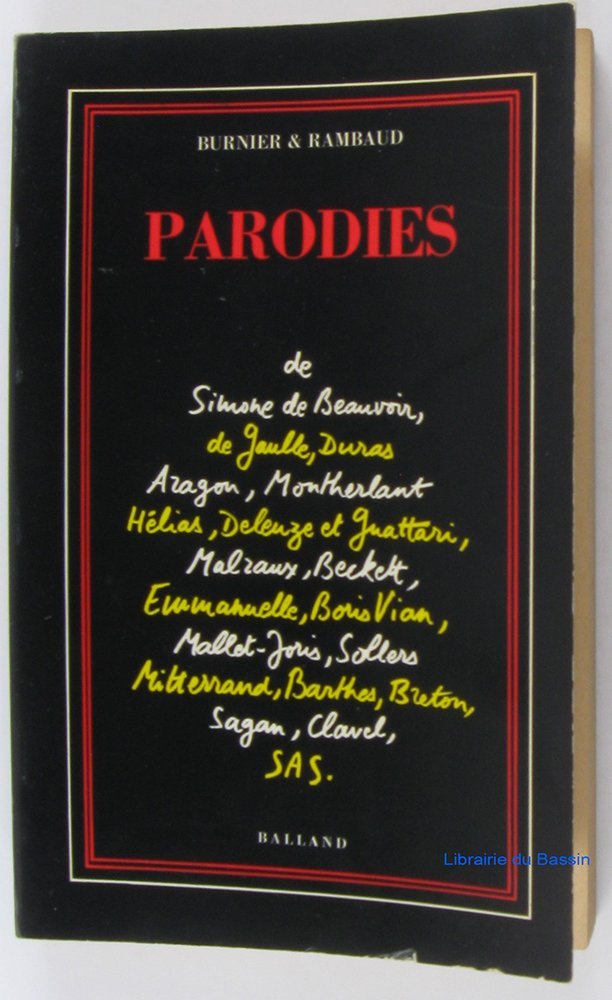 BURNIER & RAMBAUD
PARODIES
de
Simone de Beauvoir,
de Gaulle, Duras
Aragon, Montherlant
Hélias, Deleuze et Guattari,
Malraux, Beckett,
Emmanuelle, Boris Vian,
Mallet-Joris, Sollers
Mitterrand, Barthes, Breton,
Sagan, Clavel,
SAS.
BALLAND
Librairie du Bassin